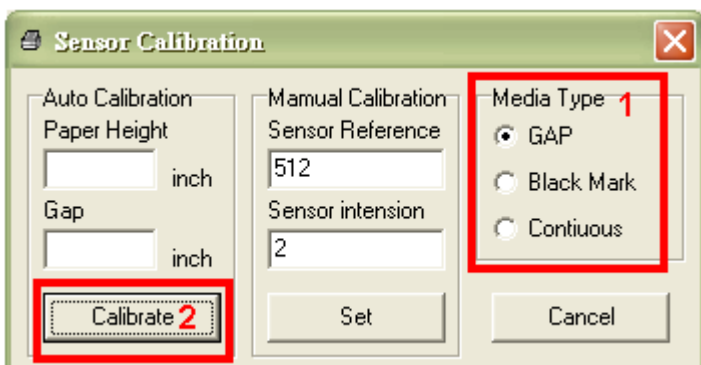 Sensor Calibration
Auto Calibration
Paper Height
inch
Gap
inch
Calibrate 2
Mamual Calibration
Sensor Reference
512
Sensor intension
2
Set
Media Type 1
GAP
Black Mark
Contiuous
Cancel